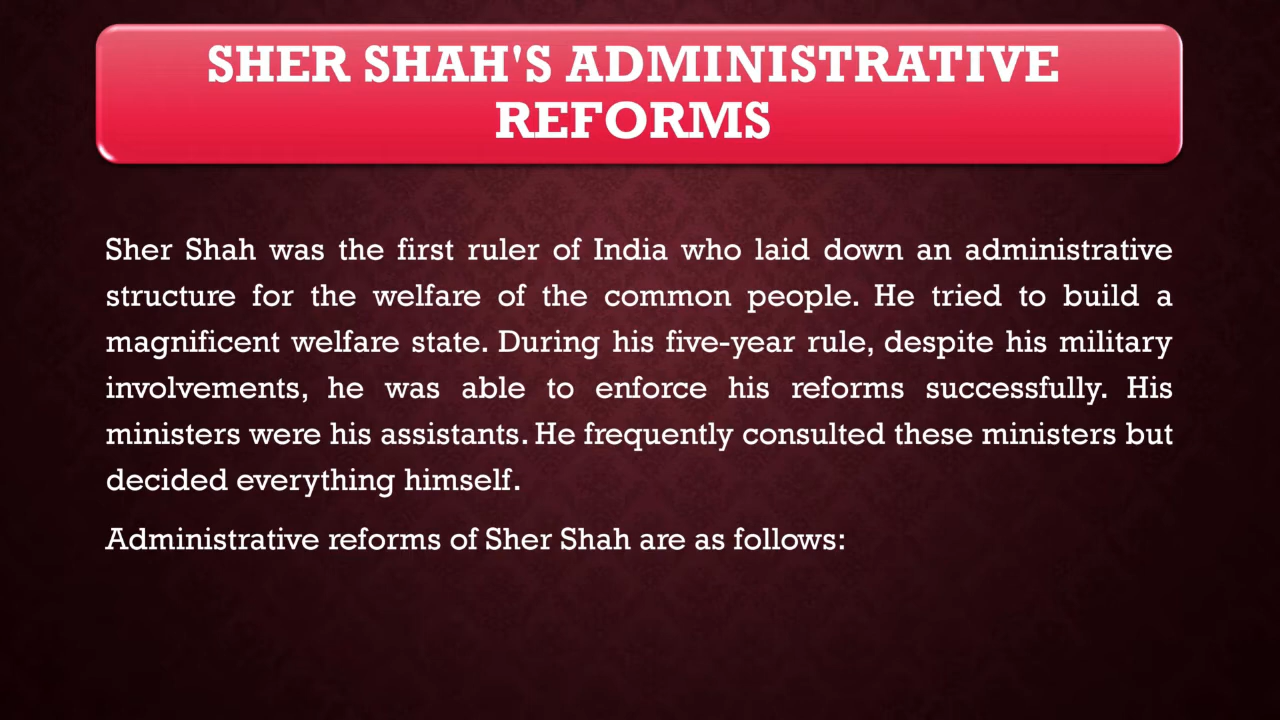 SHER SHAH'S ADMINISTRATIVE
REFORMS
Sher Shah was the first ruler of India who laid down an administrative
structure for the welfare of the common people. He tried to build a
magnificent welfare state. During his five-year rule, despite his military
involvements, he was able to enforce his reforms successfully. His
ministers were his assistants. He frequently consulted these ministers but
decided everything himself.
Administrative reforms of Sher Shah are as follows: